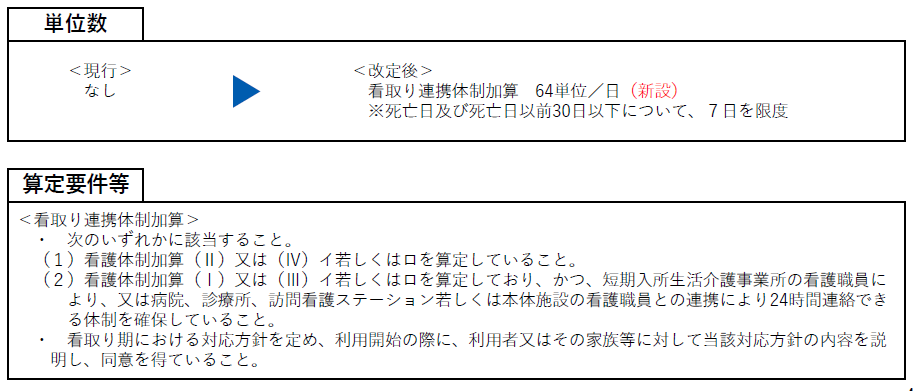 単位数
＜現行＞
なし
＜改定後＞
看取り連携体制加算　64単位／日（新設）
※死亡日及び死亡日以前30日以下について、７日を限度
算定要件等
＜看取り連携体制加算＞
・　次のいずれかに該当すること。
（１）看護体制加算（Ⅱ）又は（Ⅳ）イ若しくはロを算定していること。
（２）看護体制加算（Ⅰ）又は（Ⅲ）イ若しくはロを算定しており、かつ、短期入所生活介護事業所の看護職員に
より、又は病院、診療所、訪問看護ステーション若しくは本体施設の看護職員との連携により24時間連絡でき
る体制を確保していること。
・　看取り期における対応方針を定め、利用開始の際に、利用者又はその家族等に対して当該対応方針の内容を説
明し、同意を得ていること。